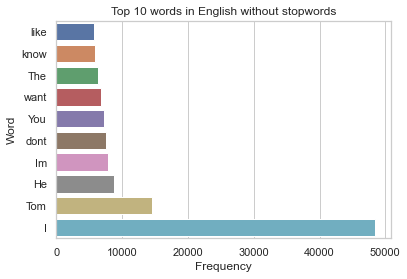 Top 10 words in English without stopwords
like
know
The
want
You
dont
Im
He
Tom
I
Word
0 10000 20000 30000 40000 50000
Frequency